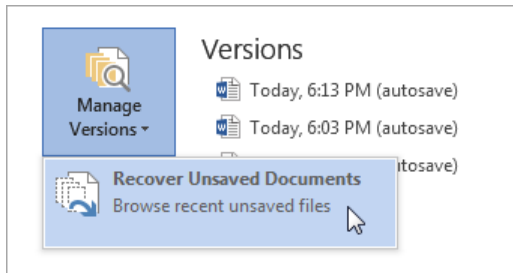 Versions
Manage
Versions
Today, 6:13 PM (autosave)
Today, 6:03 PM (autosave)
tosave)
Recover Unsaved Documents
Browse recent unsaved files